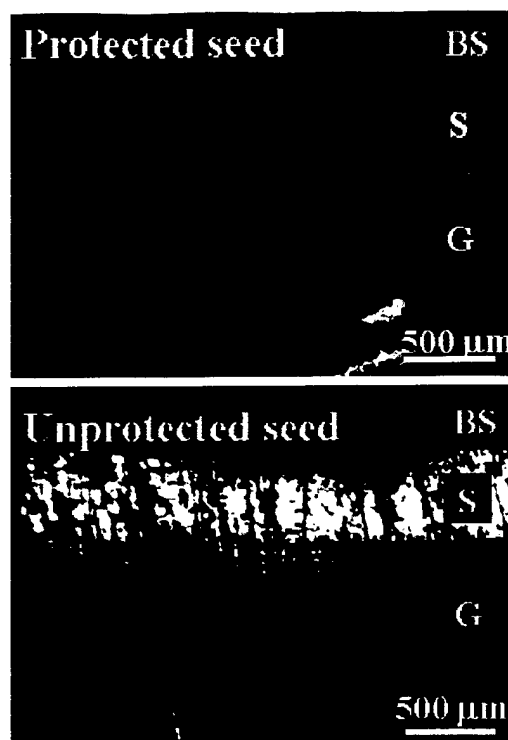 Protected seed BS
S
G
500 μm
Unprotected seed BS
S
G
500 μm